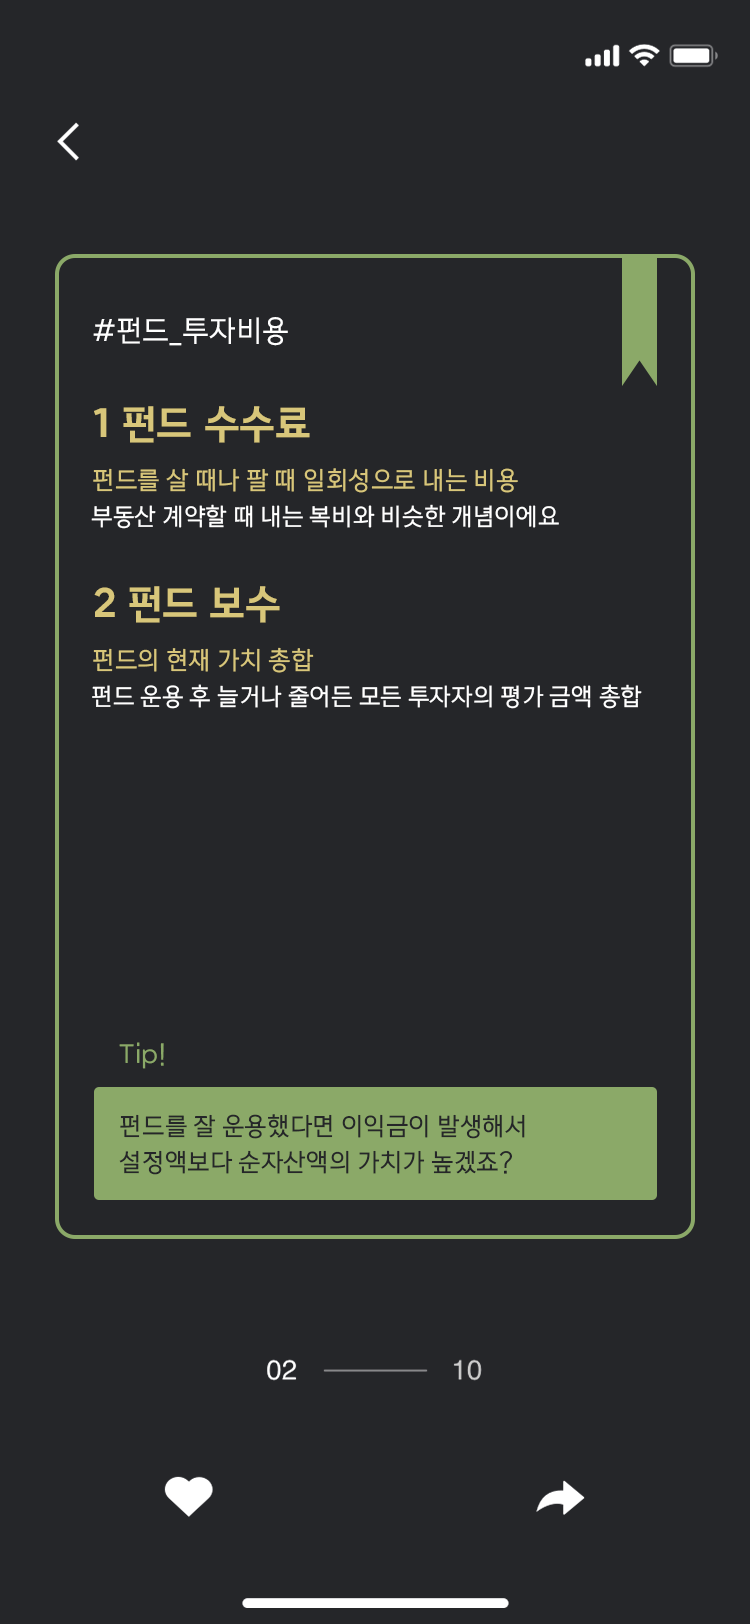 #펀드_투자비용
1 펀드 수수료
펀드를 살 때나 팔 때 일회성으로 내는 비용
부동산 계약할 때 내는 복비와 비슷한 개념이에요
2 펀드 보수
펀드의 현재 가치 총합
펀드 운용 후 늘거나 줄어든 모든 투자자의 평가 금액 총합
Tip!
펀드를 잘 운용했다면 이익금이 발생해서
설정액보다 순자산액의 가치가 높겠죠?
02 10